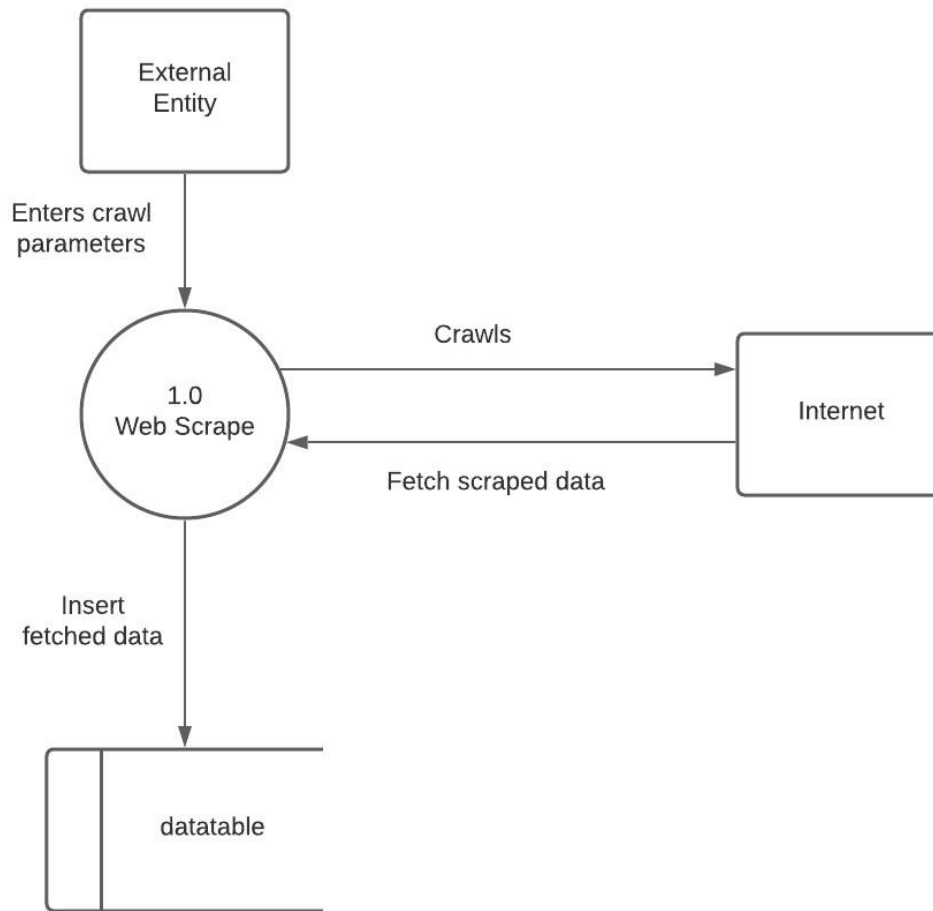 External
Entity
Enters crawl
parameters
Crawls
1.0
Web Scrape
Internet
Fetch scraped data
Insert
fetched data
datatable